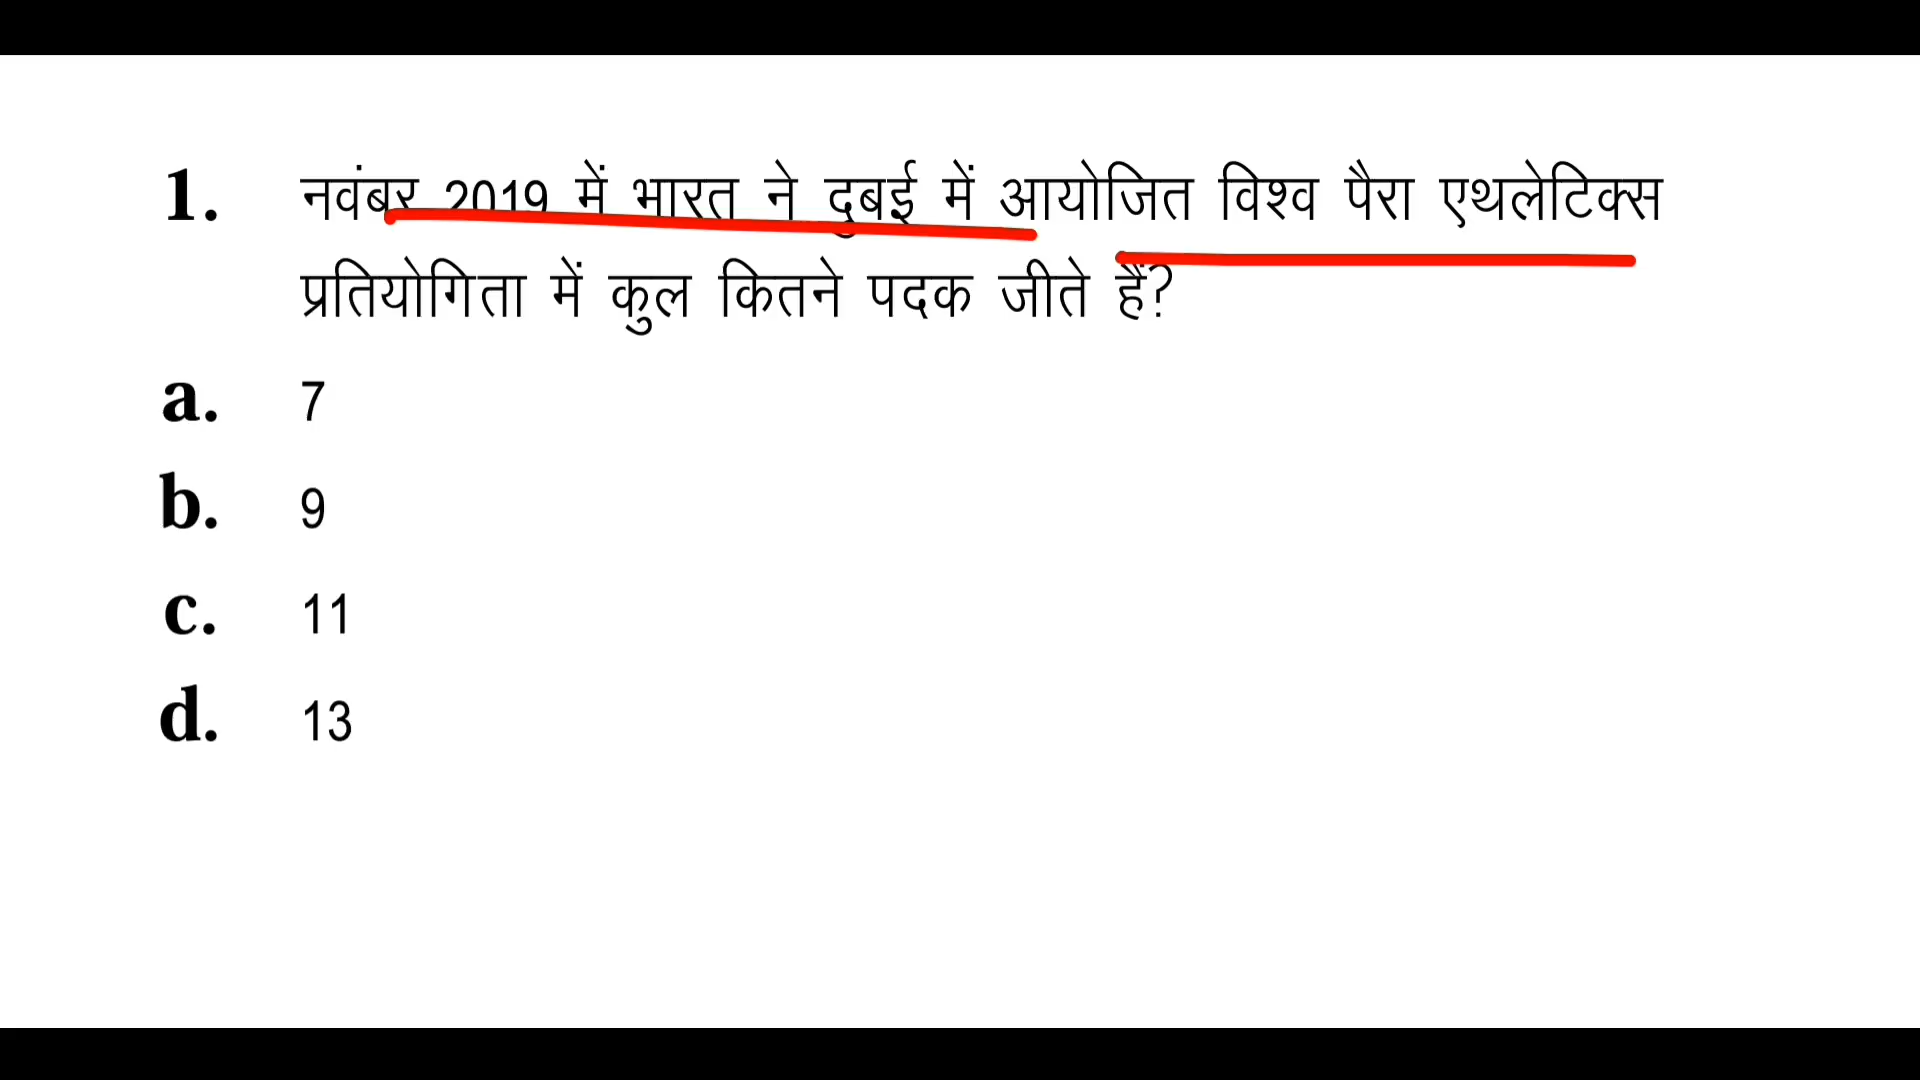 1. नवंबर 2019 में भारत ने दुबई में आयोजित विश्व पैरा एथलेटिक्स
प्रतियोगिता में कुल कितने पदक जीते हैं?
a. 7
b. 9
c. 11
d. 13